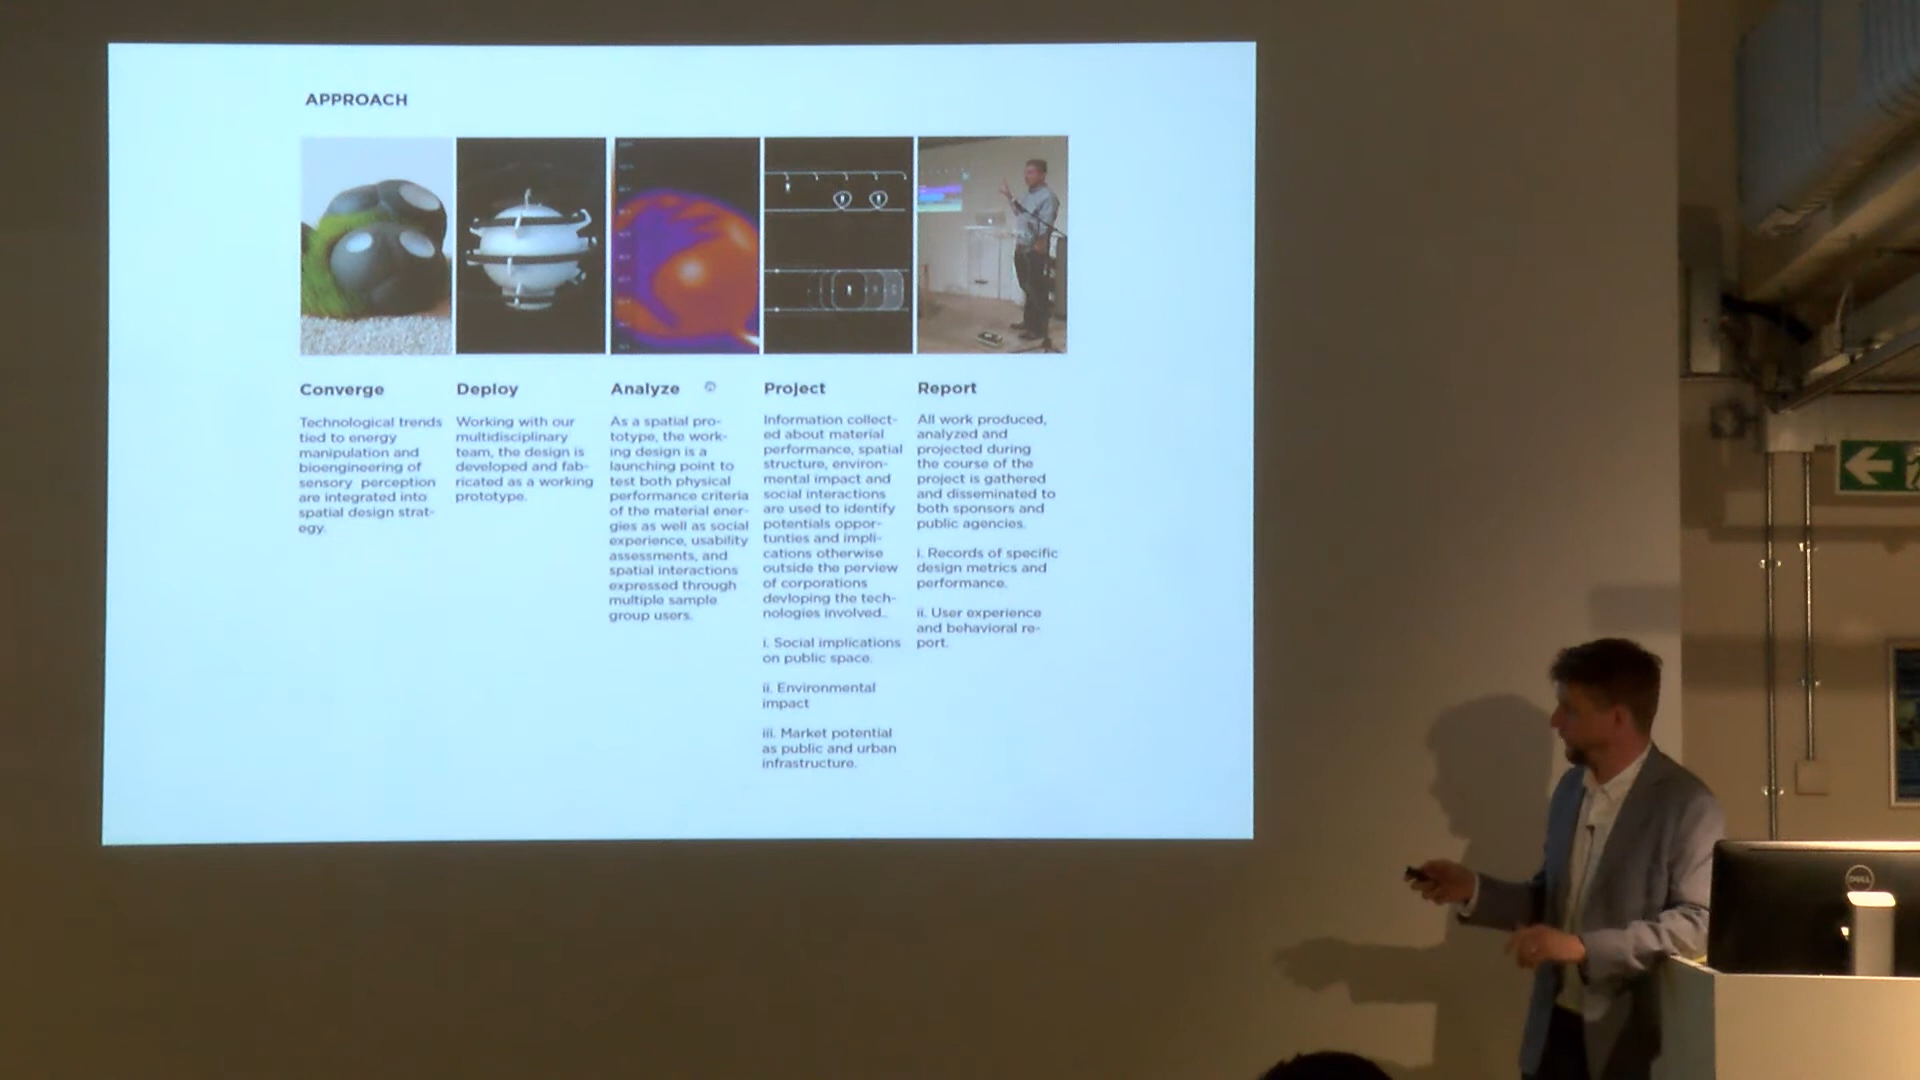 APPROACH
Converge
Technological trends
tied to energy
manipulation and
bioengineering of
sensory perception
are integrated into
spatial design strat-
egy.
Deploy
Working with our
multidisciplinary
team, the design is
developed and fab-
ricated as a working
prototype.
Analyze
As a spatial pro-
totype, the work-
ing design is a
launching point to
test both physical
performance criteria
of the material ener-
gies as well as social
experience, usability
assessments, and
spatial interactions
expressed through
multiple sample
group users.
Project
Information collect-
ed about material
performance, spatial
structure, environ-
mental impact and
social interactions
are used to identify
potentials oppor-
tunties and impli-
cations otherwise
outside the perview
of corporations
devloping the tech-
nologies involved..
i. Social implications
on public space.
ii. Environmental
impact
iii. Market potential
as public and urban
infrastructure.
Report
All work produced,
analyzed and
projected during
the course of the
project is gathered
and disseminated to
both sponsors and
public agencies.
i. Records of specific
design metrics and
performance.
ii. User experience
and behavioral re-
port.
DELL